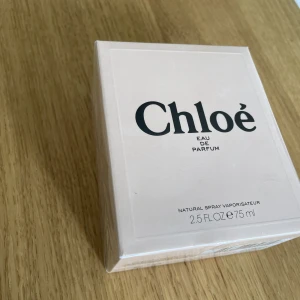 Chloé
EAU
DE
PARFUM
NATURAL SPRAY VAPORISATEUR
2.5 FL.OZ ℮ 75 ml